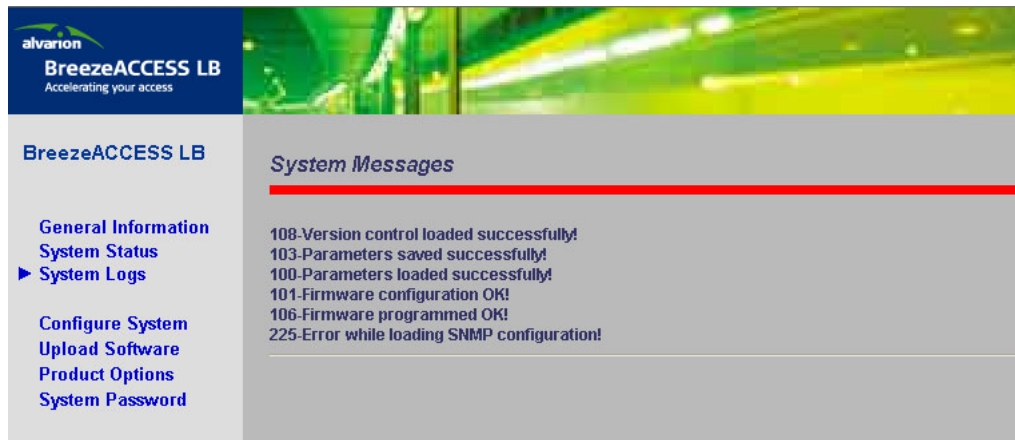 alvarion
BreezeACCESS LB
Accelerating your access
BreezeACCESS LB
General Information
System Status
System Logs
Configure System
Upload Software
Product Options
System Password
System Messages
108-Version control loaded successfully!
103-Parameters saved successfully!
100-Parameters loaded successfully!
101-Firmware configuration OK!
106-Firmware programmed OK!
225-Error while loading SNMP configuration!